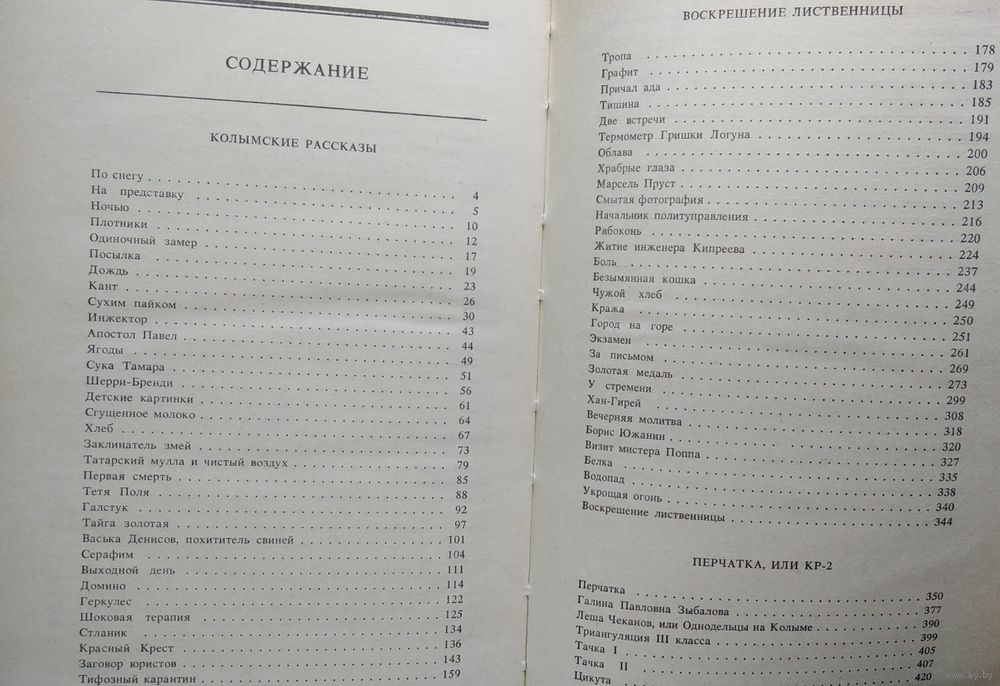 СОДЕРЖАНИЕ
КОЛЫМСКИЕ РАССКАЗЫ
По снегу 4
На представку 5
Ночью 10
Плотники 12
Одиночный замер 17
Посылка 19
Дождь 23
Кант 26
Сухим пайком 30
Инжектор 43
Апостол Павел 44
Ягоды 49
Сука Тамара 51
Шерри-Бренди 56
Детские картинки 61
Сгущенное молоко 64
Хлеб 67
Заклинатель змей 73
Татарский мулла и чистый воздух 79
Первая смерть 85
Тетя Поля 88
Галстук 92
Тайга золотая 97
Васька Денисов, похититель свиней 101
Серафим 104
Выходной день 111
Домино 114
Геркулес 122
Шоковая терапия 125
Стланик 134
Красный Крест 136
Заговор юристов 143
Тифозный карантин 159
ВОСКРЕШЕНИЕ ЛИСТВЕННИЦЫ
Тропа 178
Графит 179
Причал ада 183
Тишина 185
Две встречи 191
Термометр Гришки Логуна 194
Облава 200
Храбрые глаза 206
Марсель Пруст 209
Смытая фотография 213
Начальник политуправления 216
Рябоконь 220
Житие инженера Кипреева 224
Боль 237
Безымянная кошка 244
Чужой хлеб 249
Кража 250
Город на горе 251
Экзамен 261
За письмом 269
Золотая медаль 273
У стремени 299
Хан-Гирей 308
Вечерняя молитва 318
Борис Южанин 320
Визит мистера Поппа 327
Белка 335
Водопад 338
Укрощая огонь 340
Воскрешение лиственницы 344
ПЕРЧАТКА, ИЛИ КР-2
Перчатка 350
Галина Павловна Зыбалова 377
Леша Чеканов, или Однодельцы на Колыме 390
Триангуляция III класса 399
Тачка I 405
Тачка II 407
Цикута 420
www.ay.by